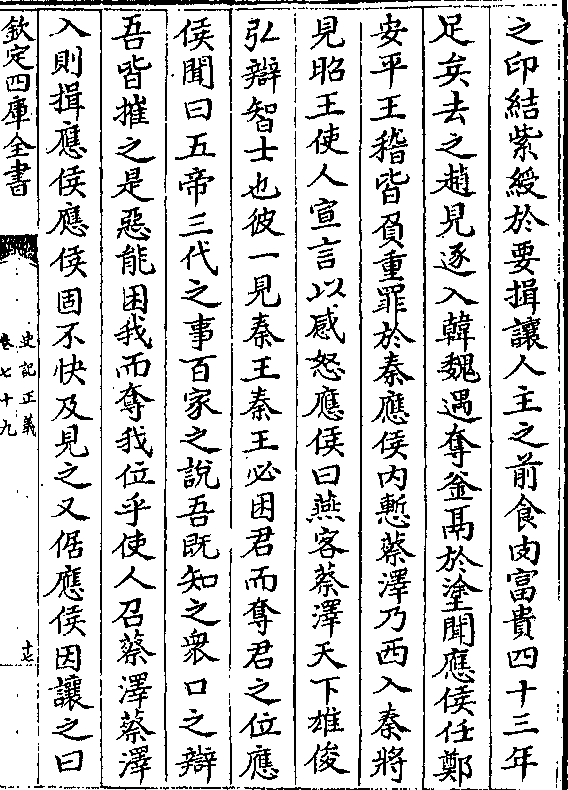 之印結紫綬於要揖讓人主之前食肉富貴四十三年
足矣去之趙見逐入韓魏遇奪釡鬲於塗聞應侯任鄭
安平王稽皆負重罪於秦應侯内慙蔡澤乃西入秦將
見昭王使人宣言以感怒應侯曰燕客蔡澤天下雄俊
弘辯智士也彼一見秦王秦王必困君而奪君之位應
侯聞曰五帝三代之事百家之說吾既知之衆口之辯
吾皆摧之是惡能困我而奪我位乎使人召蔡澤蔡澤
入則揖應侯應侯固不快及見之又倨應侯因讓之曰
欽定四庫全書
史記正義
卷七十九
十七